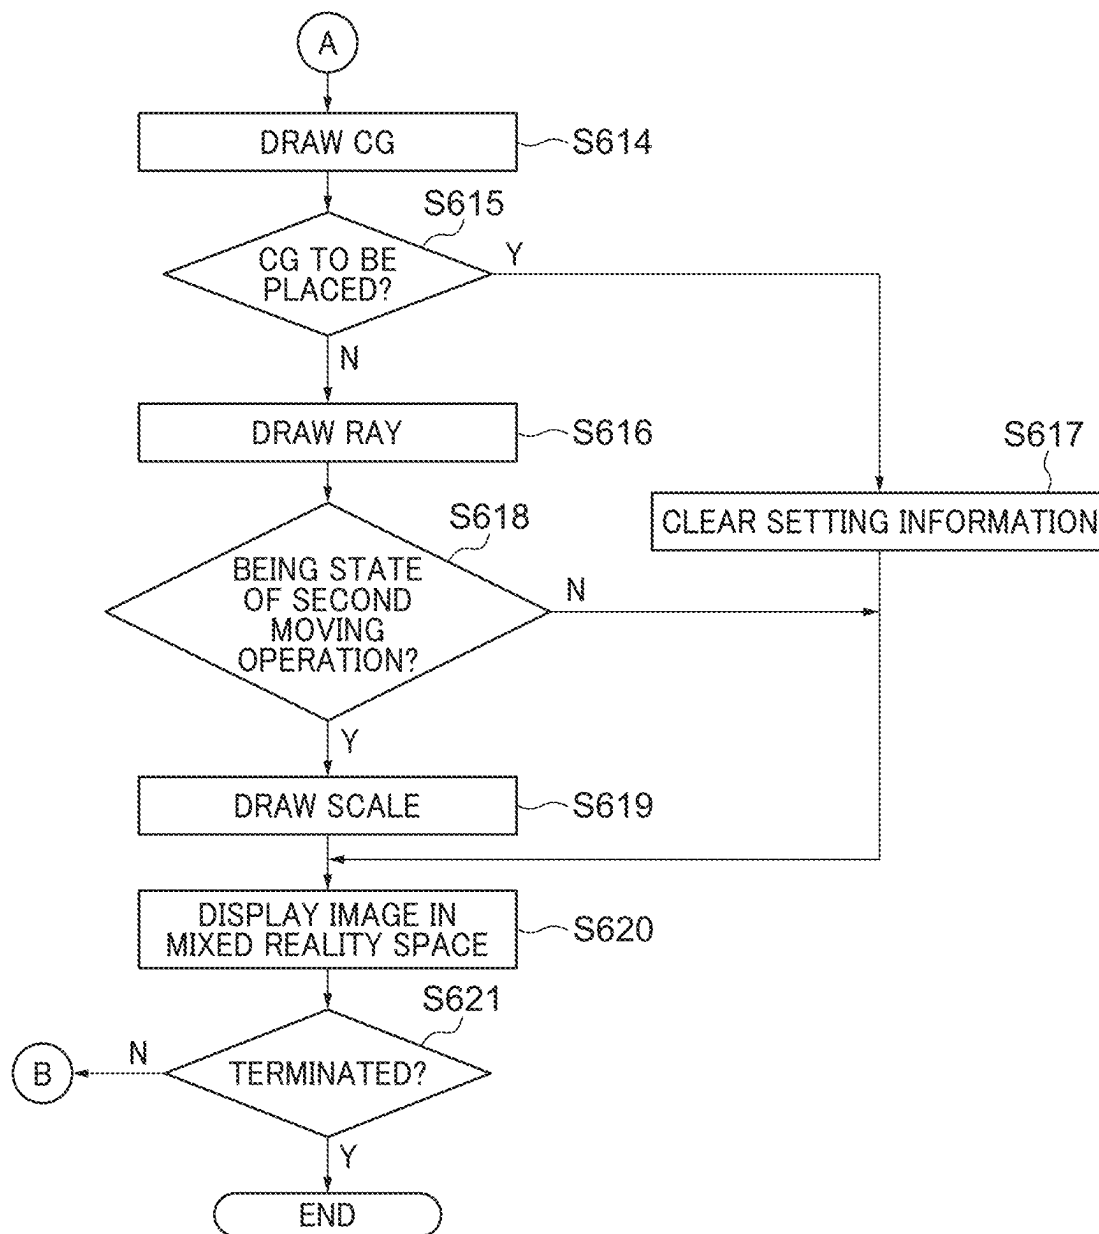 A
DRAW CG
S614
S615
CG TO BE
PLACED?
Y
N
DRAW RAY
S616
S617
CLEAR SETTING INFORMATION
S618
BEING STATE
OF SECOND
MOVING
OPERATION?
N
Y
DRAW SCALE
S619
DISPLAY IMAGE IN
MIXED REALITY SPACE
S620
S621
TERMINATED?
N
B
Y
END